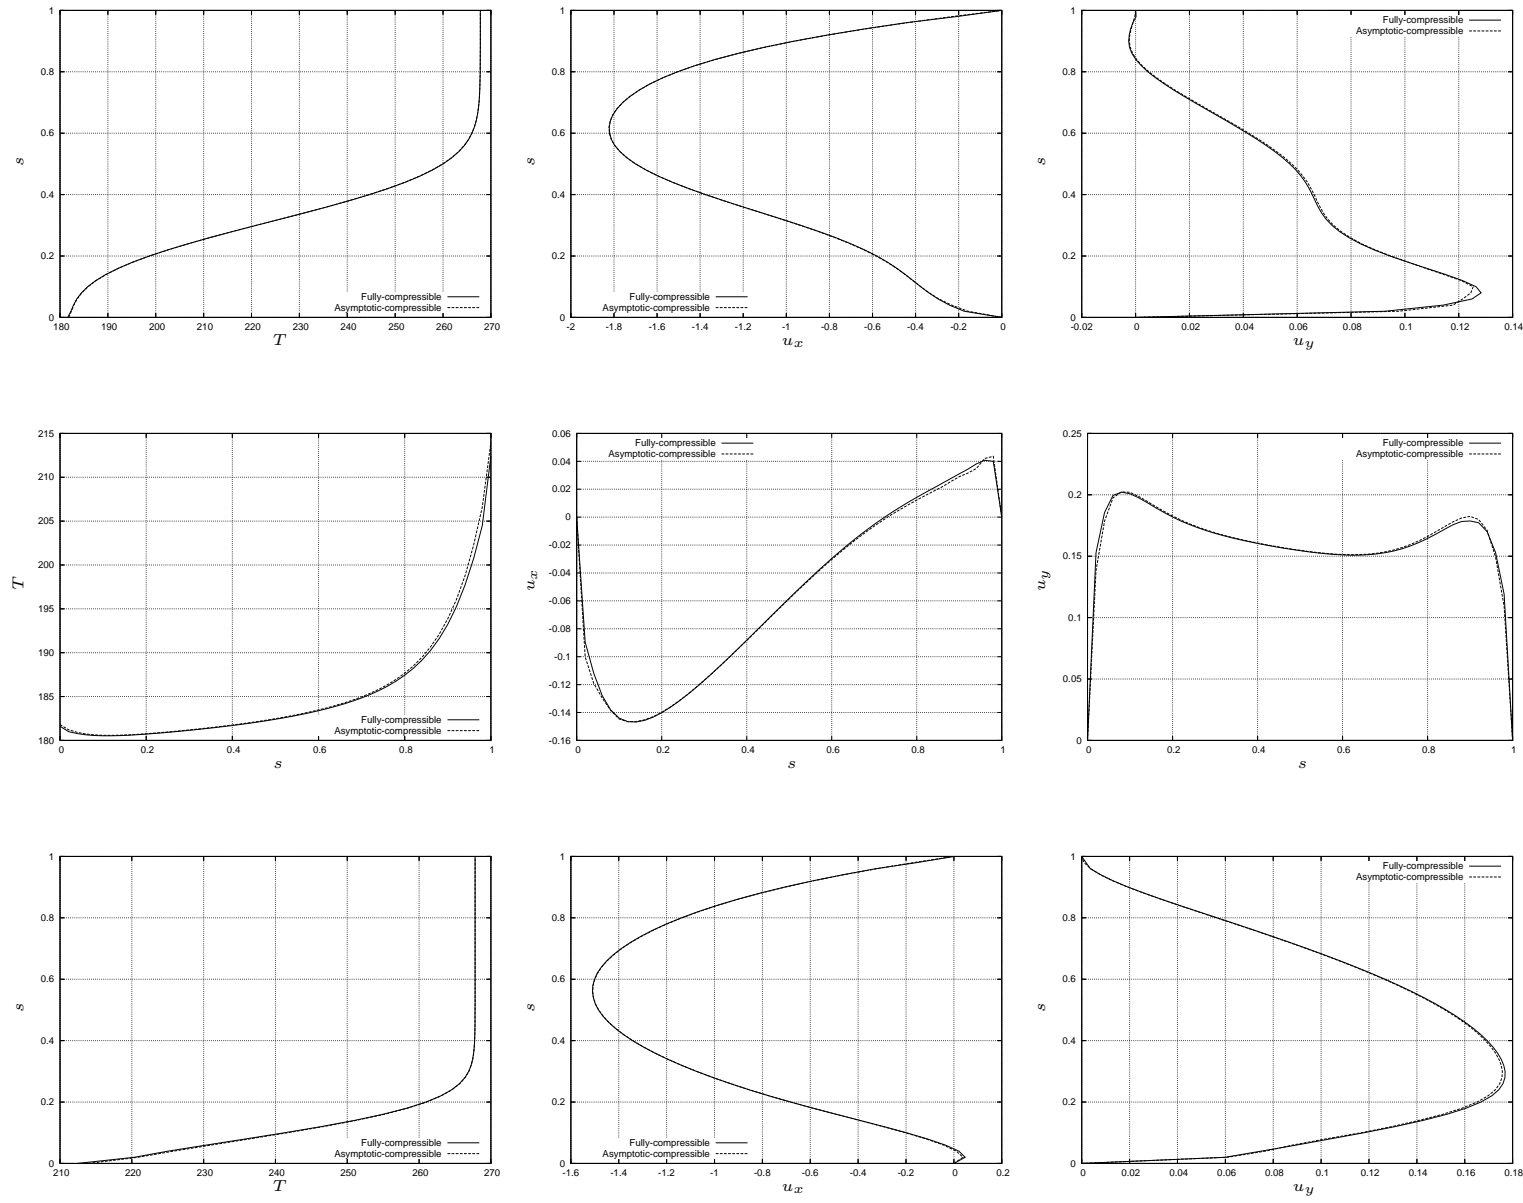 1
0.8
0.6
0.4
0.2
0
s
180 190 200 210 220 230 240 250 260 270
T
Fully-compressible
Asymptotic-compressible
1
0.8
0.6
0.4
0.2
0
s
-2 -1.8 -1.6 -1.4 -1.2 -1 -0.8 -0.6 -0.4 -0.2 0
u_x
Fully-compressible
Asymptotic-compressible
1
0.8
0.6
0.4
0.2
0
s
-0.02 0 0.02 0.04 0.06 0.08 0.1 0.12 0.14
u_y
Fully-compressible
Asymptotic-compressible
215
210
205
200
195
190
185
180
T
0 0.2 0.4 0.6 0.8 1
s
Fully-compressible
Asymptotic-compressible
0.06
0.04
0.02
0
-0.02
-0.04
-0.06
-0.08
-0.1
-0.12
-0.14
-0.16
u_x
0 0.2 0.4 0.6 0.8 1
s
Fully-compressible
Asymptotic-compressible
0.25
0.2
0.15
0.1
0.05
0
u_y
0 0.2 0.4 0.6 0.8 1
s
Fully-compressible
Asymptotic-compressible
1
0.8
0.6
0.4
0.2
0
s
210 220 230 240 250 260 270
T
Fully-compressible
Asymptotic-compressible
1
0.8
0.6
0.4
0.2
0
s
-1.6 -1.4 -1.2 -1 -0.8 -0.6 -0.4 -0.2 0 0.2
u_x
Fully-compressible
Asymptotic-compressible
1
0.8
0.6
0.4
0.2
0
s
0 0.02 0.04 0.06 0.08 0.1 0.12 0.14 0.16 0.18
u_y
Fully-compressible
Asymptotic-compressible